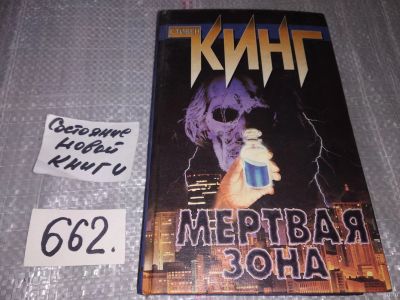 СТИВЕН
КИНГ
Состояние
новой
книги
662.
МЕРТВАЯ
ЗОНА